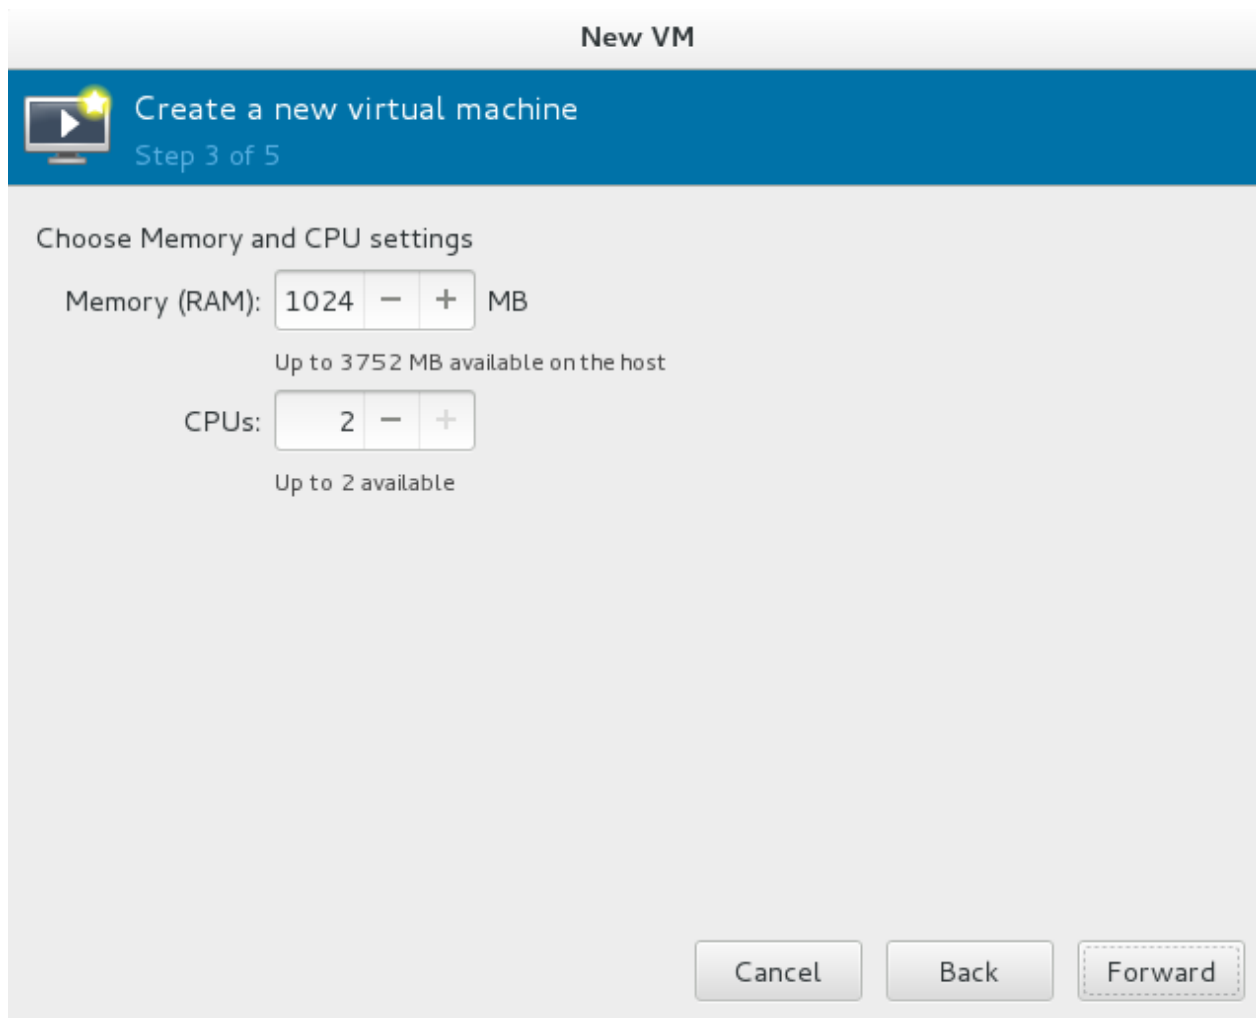 New VM
Create a new virtual machine
Step 3 of 5
Choose Memory and CPU settings
Memory (RAM): 1024 − + MB
Up to 3752 MB available on the host
CPUs: 2 − +
Up to 2 available
Cancel Back Forward